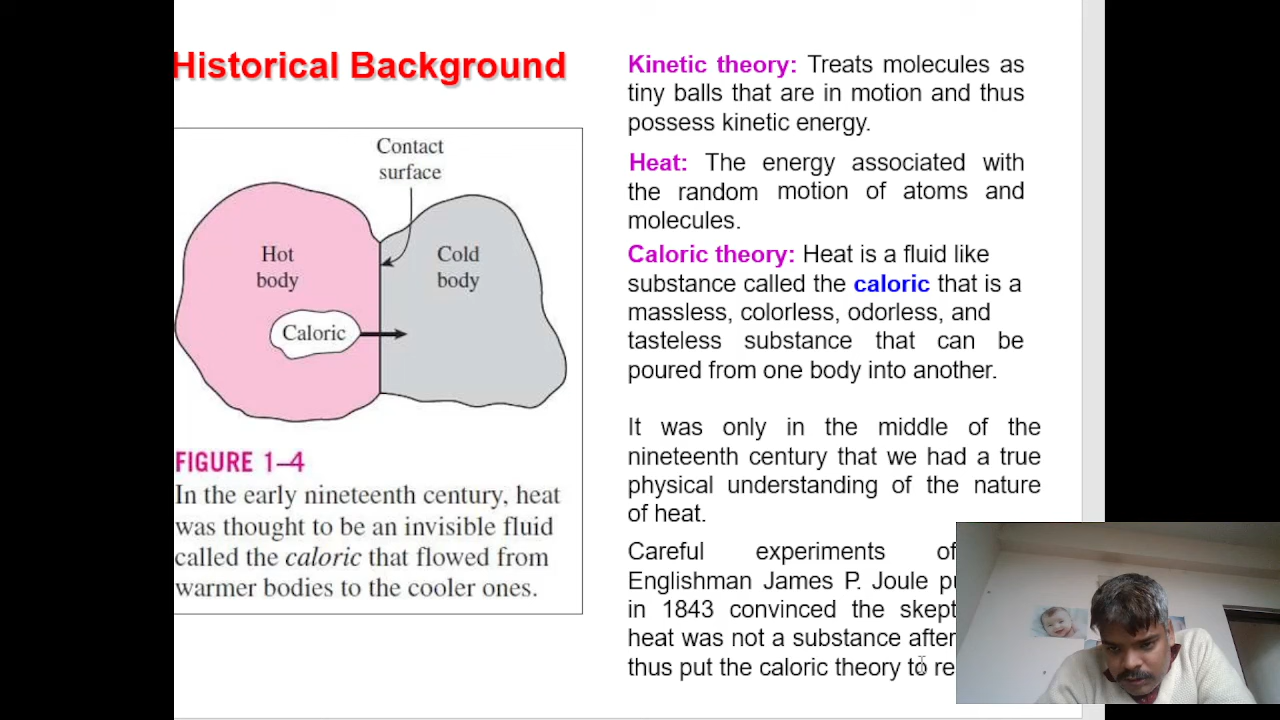 Historical Background
Contact
surface
Hot
body
Cold
body
Caloric
FIGURE 1–4
In the early nineteenth century, heat
was thought to be an invisible fluid
called the caloric that flowed from
warmer bodies to the cooler ones.
Kinetic theory: Treats molecules as
tiny balls that are in motion and thus
possess kinetic energy.
Heat: The energy associated with
the random motion of atoms and
molecules.
Caloric theory: Heat is a fluid like
substance called the caloric that is a
massless, colorless, odorless, and
tasteless substance that can be
poured from one body into another.
It was only in the middle of the
nineteenth century that we had a true
physical understanding of the nature
of heat.
Careful experiments of
Englishman James P. Joule
in 1843 convinced the
heat was not a substance after
thus put the caloric theory to